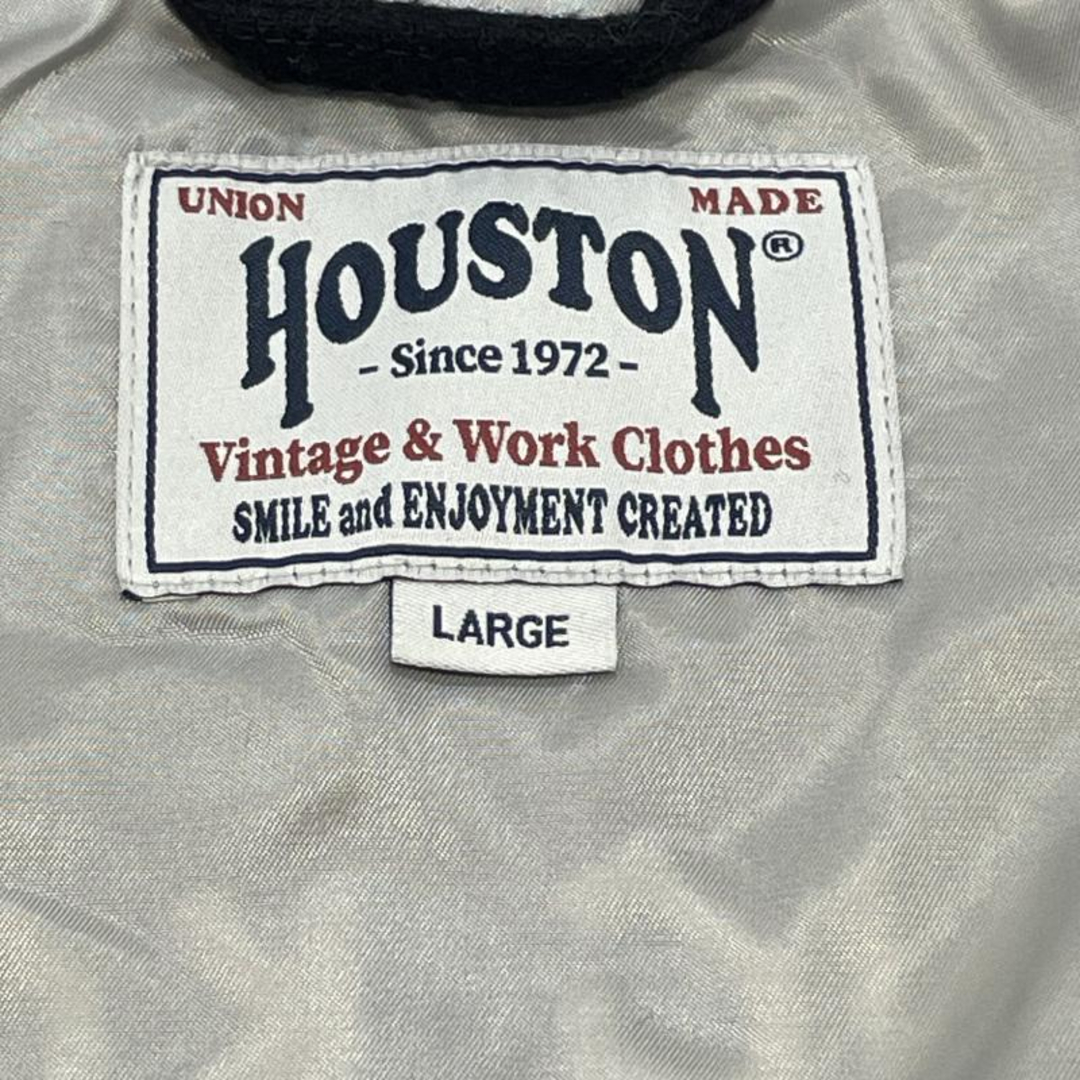 UNION MADE
HOUSTON®
- Since 1972 -
Vintage & Work Clothes
SMILE and ENJOYMENT CREATED
LARGE